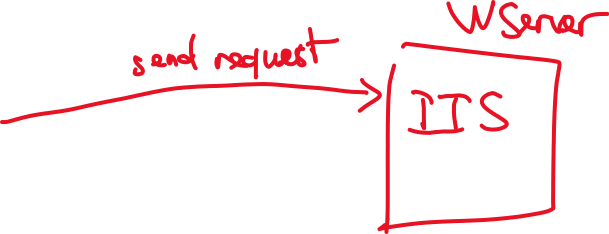 WServer
send request
IIS